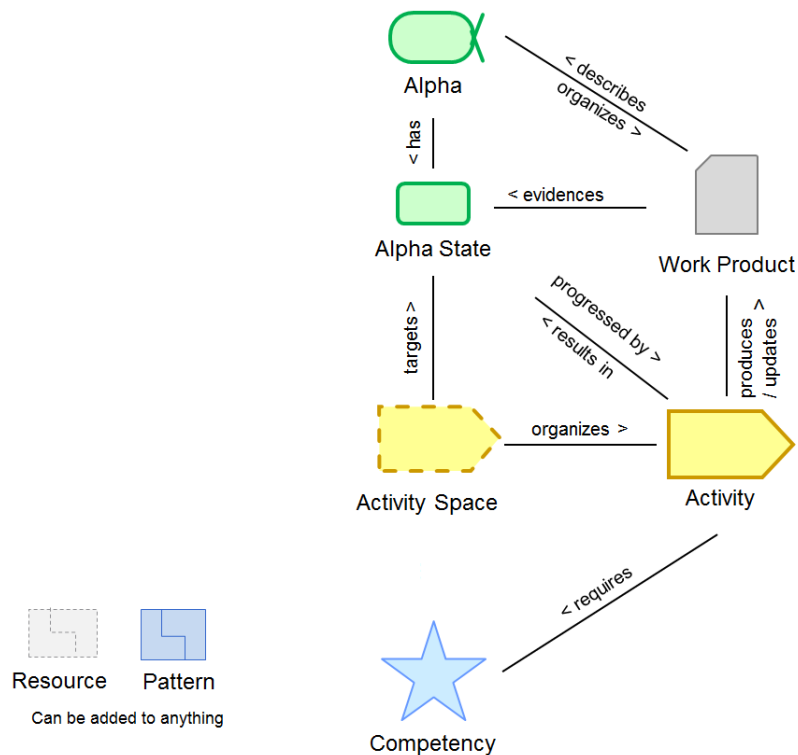 Alpha
< describes
organizes >
< has
< evidences
Alpha State
Work Product
targets >
progressed by >
< results in
produces >
/ updates
organizes >
Activity Space
Activity
< requires
Resource
Pattern
Can be added to anything
Competency